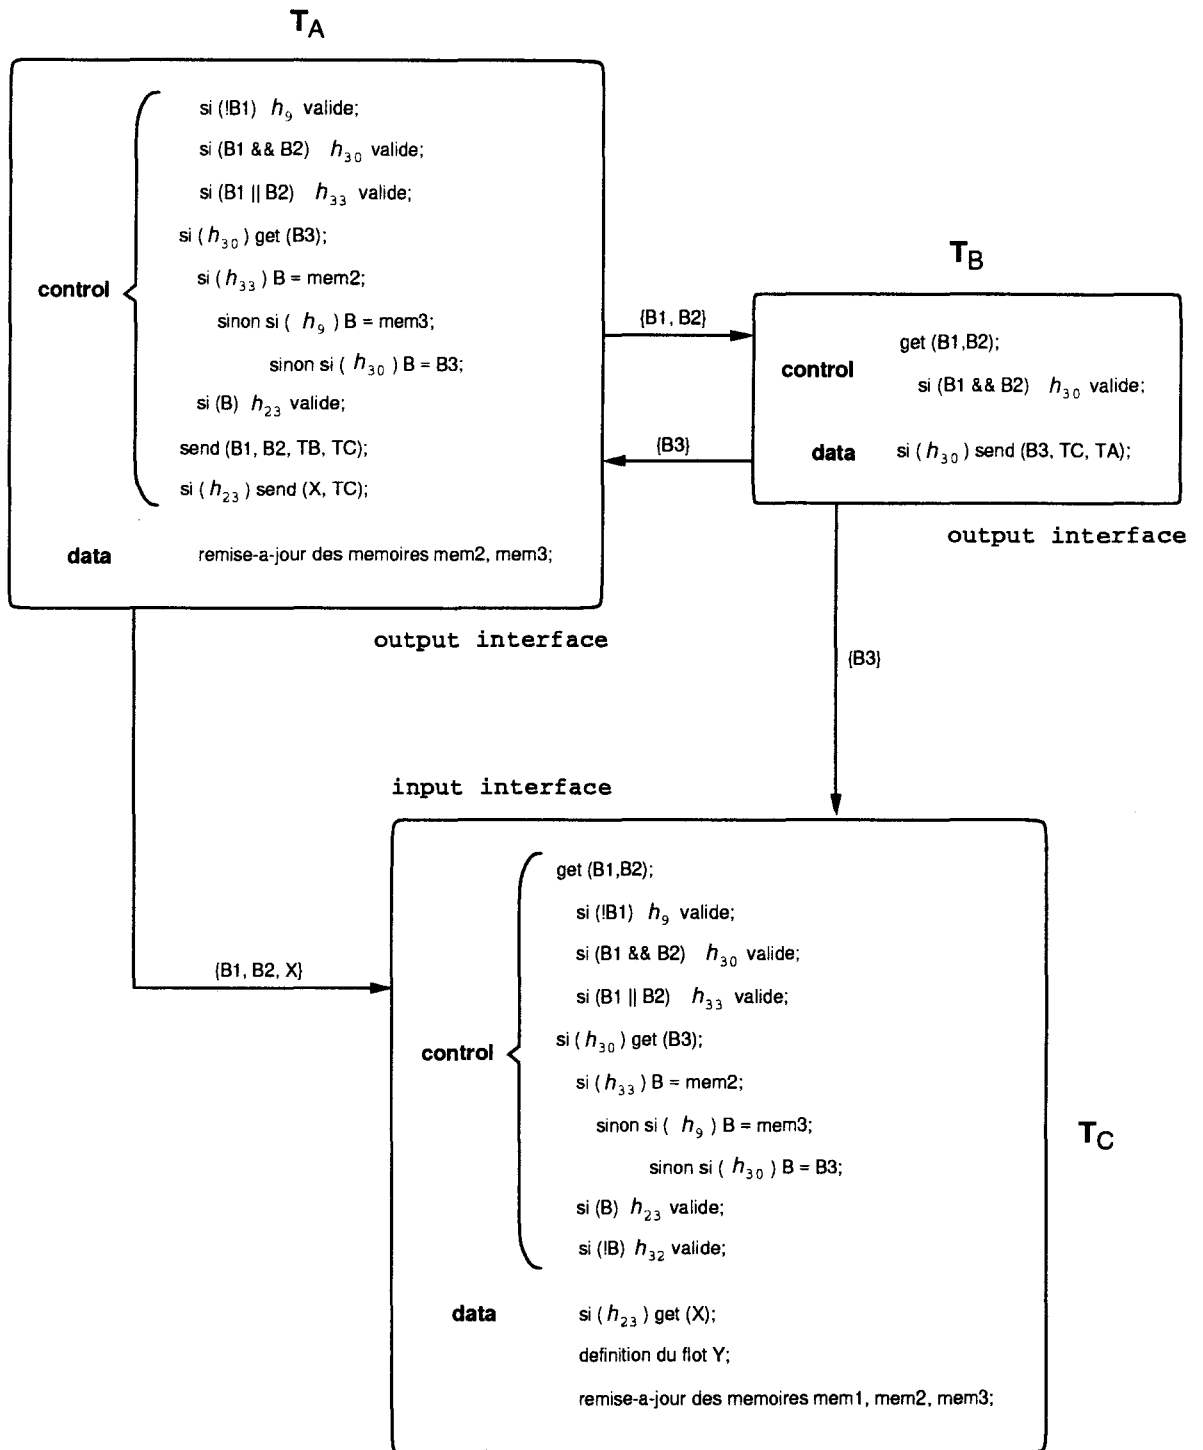 T_A
si (!B1) h_9 valide;
si (B1 && B2) h_30 valide;
si (B1 || B2) h_33 valide;
si ( h_30 ) get (B3);
control
si ( h_33 ) B = mem2;
sinon si ( h_9 ) B = mem3;
sinon si ( h_30 ) B = B3;
si (B) h_23 valide;
send (B1, B2, TB, TC);
si ( h_23 ) send (X, TC);
data
remise-a-jour des memoires mem2, mem3;
output interface
{B1, B2}
{B3}
T_B
control
get (B1,B2);
si (B1 && B2) h_30 valide;
data
si ( h_30 ) send (B3, TC, TA);
output interface
{B3}
{B1, B2, X}
input interface
get (B1,B2);
si (!B1) h_9 valide;
si (B1 && B2) h_30 valide;
si (B1 || B2) h_33 valide;
si ( h_30 ) get (B3);
control
si ( h_33 ) B = mem2;
sinon si ( h_9 ) B = mem3;
sinon si ( h_30 ) B = B3;
si (B) h_23 valide;
si (!B) h_32 valide;
data
si ( h_23 ) get (X);
definition du flot Y;
remise-a-jour des memoires mem1, mem2, mem3;
T_C